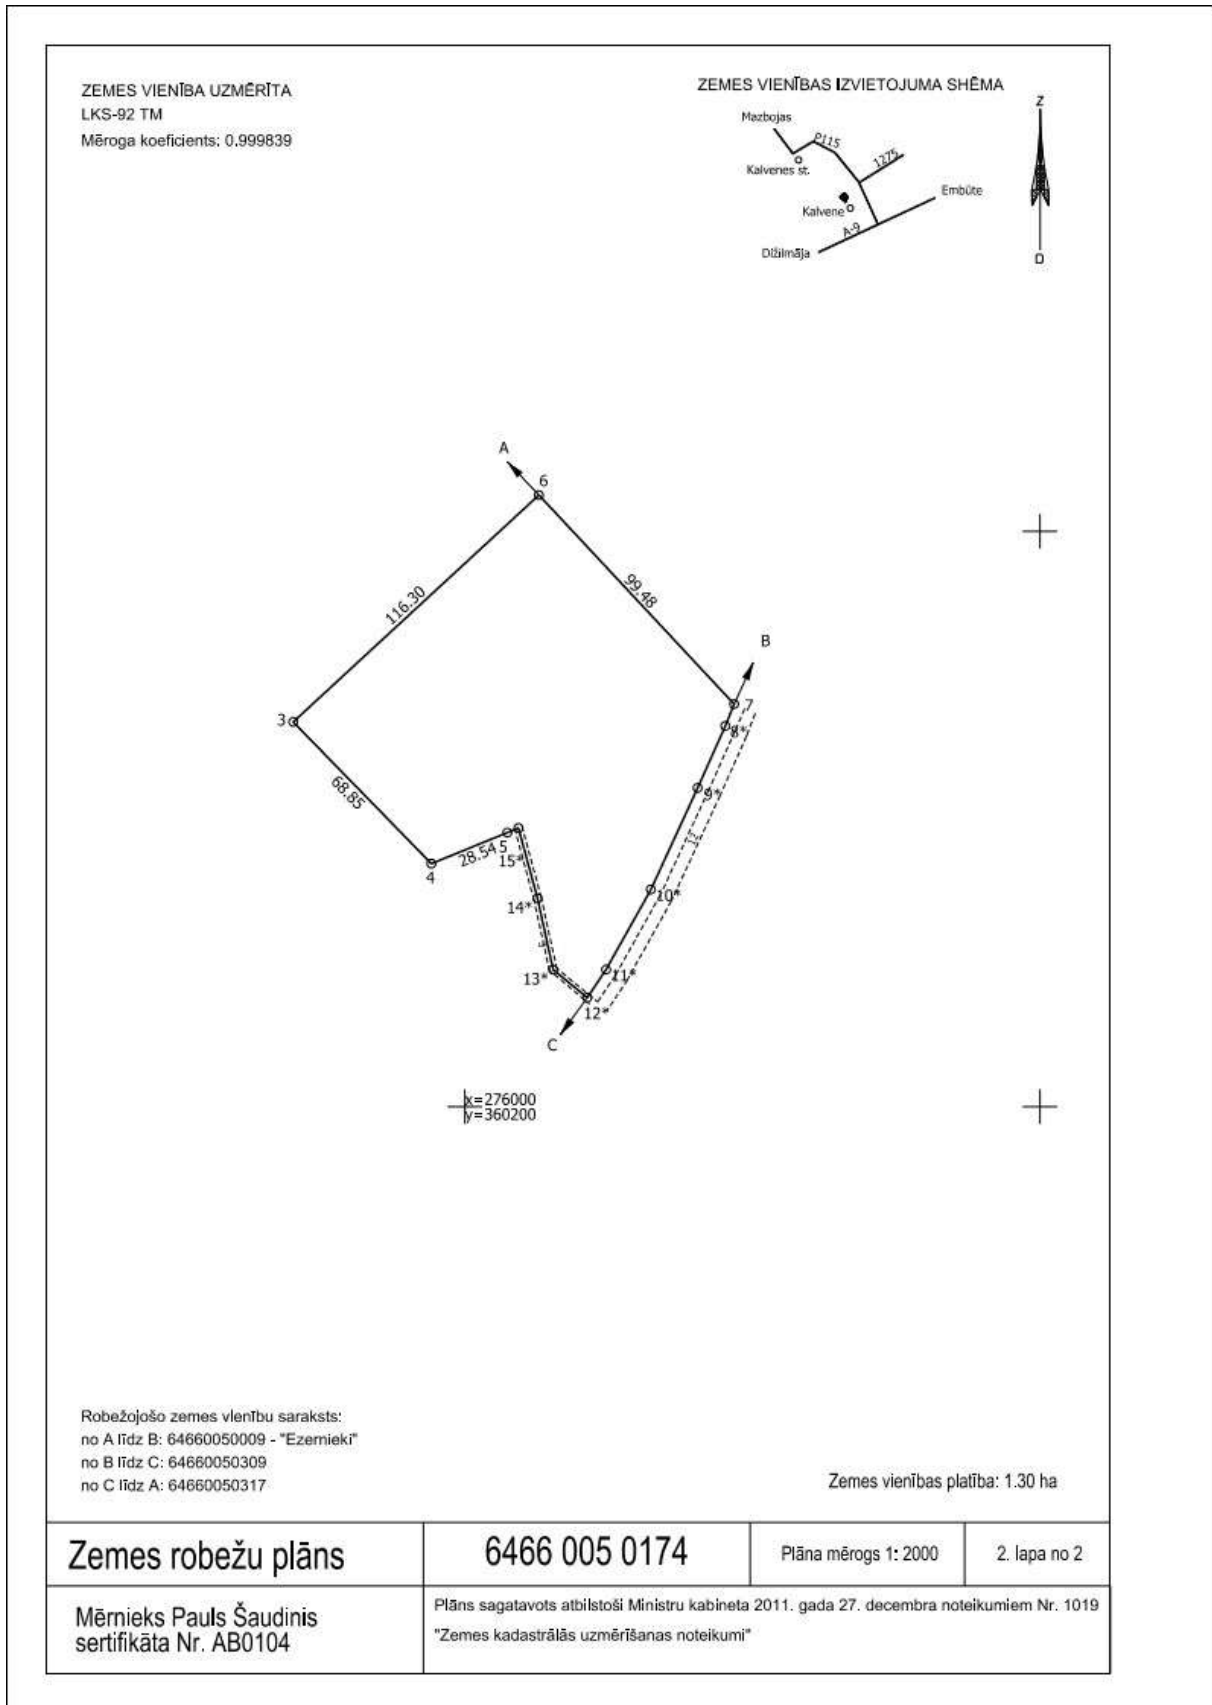 ZEMES VIENĪBA UZMĒRĪTA
LKS-92 TM
Mēroga koeficients: 0.999839
ZEMES VIENĪBAS IZVIETOJUMA SHĒMA
Z
Mazbojas
P115
1275
Kalvenes st.
Embūte
Kalvene
A-9
Dižilmāja
D
A
6
99.48
116.30
B
3
7
8*
68.85
9*
28.54
5
15*
4
10*
14*
11*
13*
12*
C
x=276000
y=360200
Robežojošo zemes vienību saraksts:
no A līdz B: 64660050009 - "Ezernieki"
no B līdz C: 64660050309
no C līdz A: 64660050317
Zemes vienības platība: 1.30 ha
Zemes robežu plāns
6466 005 0174
Plāna mērogs 1: 2000
2. lapa no 2
Mērnieks Pauls Šaudinis
sertifikāta Nr. AB0104
Plāns sagatavots atbilstoši Ministru kabineta 2011. gada 27. decembra noteikumiem Nr. 1019
"Zemes kadastrālās uzmērīšanas noteikumi"